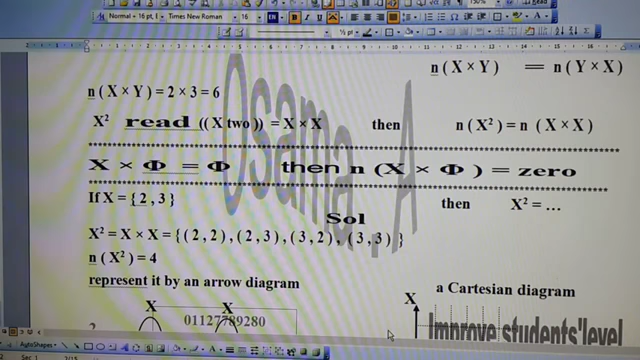 Normal + 16 pt, Times New Roman 16
n ( X × Y ) = n ( Y × X )
n ( X × Y ) = 2 × 3 = 6
X² read (( X two )) = X × X then n ( X² ) = n ( X × X )
X × Φ = Φ then n ( X × Φ ) = zero
If X = { 2 , 3 } then X² = ...
Sol
X² = X × X = { ( 2 , 2 ) , ( 2 , 3 ) , ( 3 , 2 ) , ( 3 , 3 ) }
n ( X² ) = 4
represent it by an arrow diagram a Cartesian diagram
X X X
01127789280
Osama . A
Improve students'level
AutoShapes